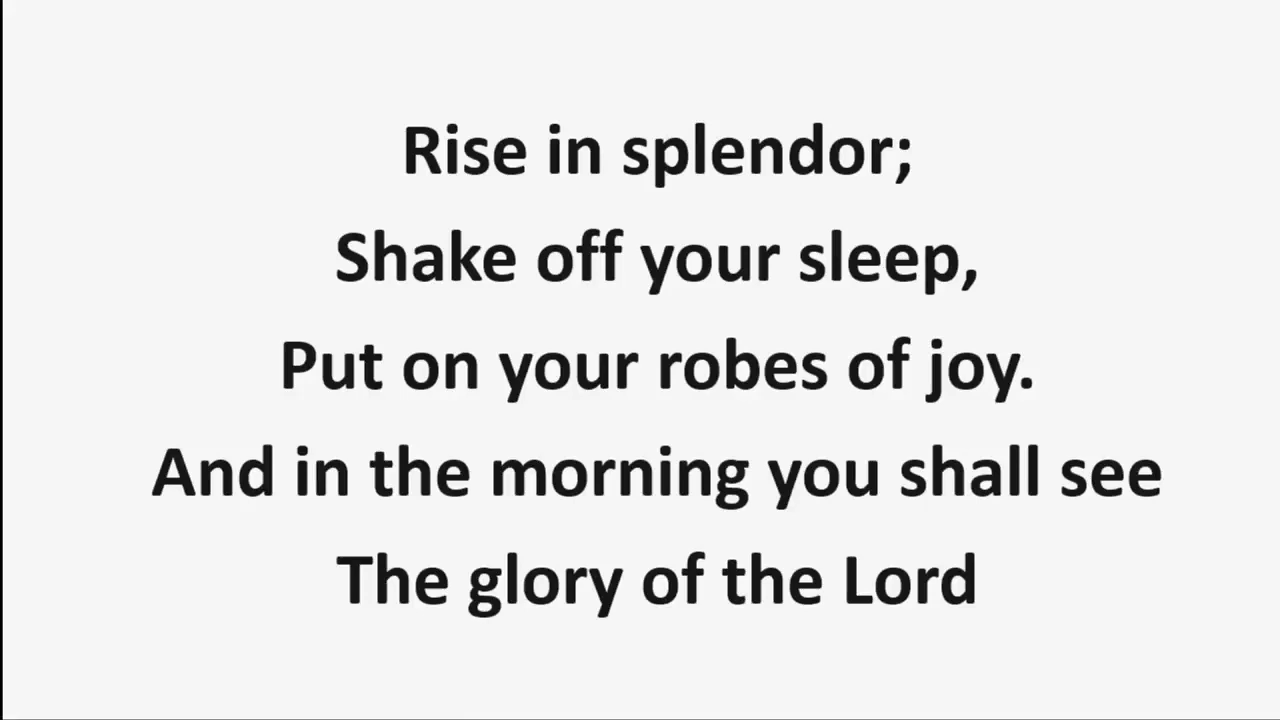 Rise in splendor;
Shake off your sleep,
Put on your robes of joy.
And in the morning you shall see
The glory of the Lord